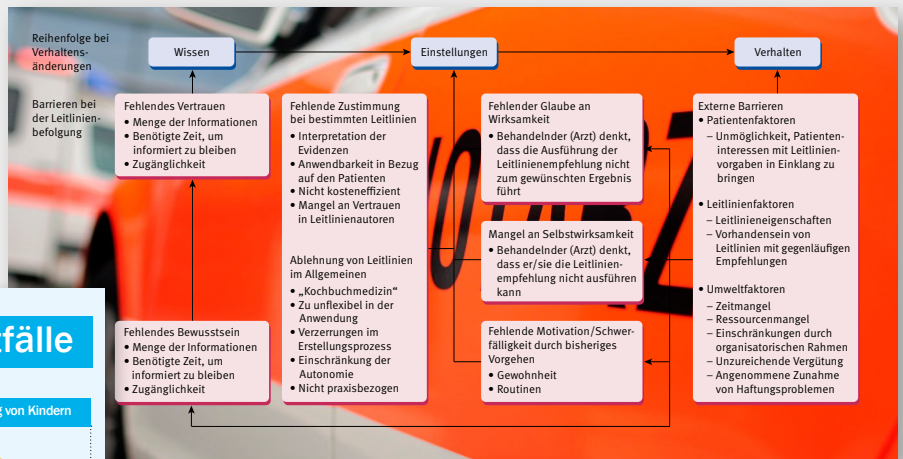 Reihenfolge bei
Verhaltens-
änderungen
Wissen
Einstellungen
Verhalten
Barrieren bei
der Leitlinien-
befolgung
Fehlendes Vertrauen
• Menge der Informationen
• Benötigte Zeit, um
informiert zu bleiben
• Zugänglichkeit
Fehlendes Bewusstsein
• Menge der Informationen
• Benötigte Zeit, um
informiert zu bleiben
• Zugänglichkeit
Fehlende Zustimmung
bei bestimmten Leitlinien
• Interpretation der
Evidenzen
• Anwendbarkeit in Bezug
auf den Patienten
• Nicht kosteneffizient
• Mangel an Vertrauen
in Leitlinienautoren
Ablehnung von Leitlinien
im Allgemeinen
• „Kochbuchmedizin“
• Zu unflexibel in der
Anwendung
• Verzerrungen im
Erstellungsprozess
• Einschränkung der
Autonomie
• Nicht praxisbezogen
Fehlender Glaube an
Wirksamkeit
• Behandelnder (Arzt) denkt,
dass die Ausführung der
Leitlinienempfehlung nicht
zum gewünschten Ergebnis
führt
Mangel an Selbstwirksamkeit
• Behandelnder (Arzt) denkt,
dass er/sie die Leitlinien-
empfehlung nicht ausführen
kann
Fehlende Motivation/Schwer-
fälligkeit durch bisheriges
Vorgehen
• Gewohnheit
• Routinen
Externe Barrieren
• Patientenfaktoren
– Unmöglichkeit, Patienten-
interessen mit Leitlinien-
vorgaben in Einklang zu
bringen
• Leitlinienfaktoren
– Leitlinieneigenschaften
– Vorhandensein von
Leitlinien mit gegenläufigen
Empfehlungen
• Umweltfaktoren
– Zeitmangel
– Ressourcenmangel
– Einschränkungen durch
organisatorischen Rahmen
– Unzureichende Vergütung
– Angenommene Zunahme
von Haftungsproblemen
fälle
von Kindern